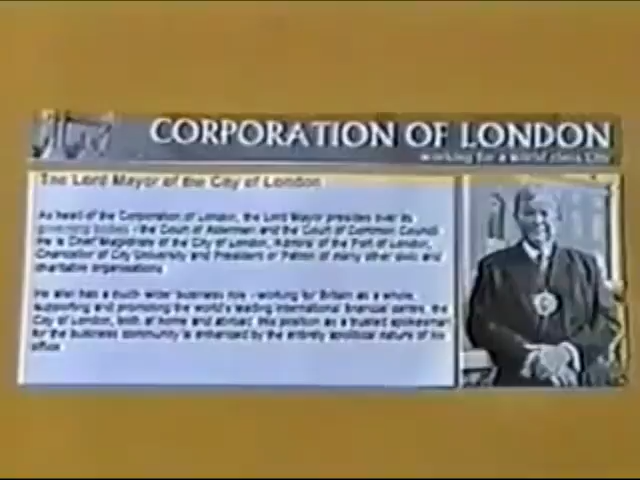 CORPORATION OF LONDON
working for a world class City
The Lord Mayor of the City of London
As head of the Corporation of London, the Lord Mayor presides over its
governing bodies - the Court of Aldermen and the Court of Common Council.
He is Chief Magistrate of the City of London, Admiral of the Port of London,
Chancellor of City University and President or Patron of many other civic and
charitable organisations.
He also has a much wider business role - working for Britain as a whole,
supporting and promoting the world's leading international financial centre, the
City of London, both at home and abroad. His position as a trusted spokesman
for the business community is enhanced by the entirely apolitical nature of his
office.